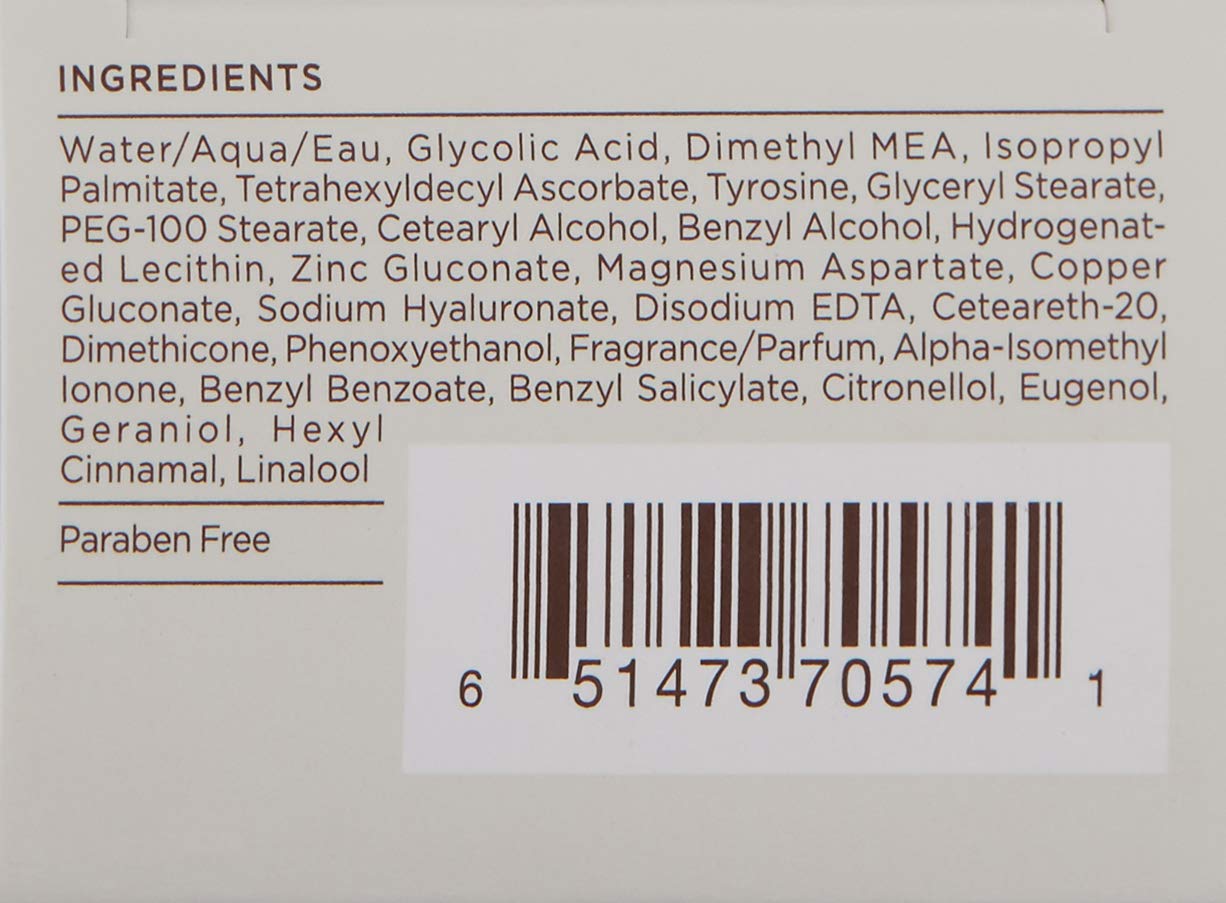 INGREDIENTS
Water/Aqua/Eau, Glycolic Acid, Dimethyl MEA, Isopropyl
Palmitate, Tetrahexyldecyl Ascorbate, Tyrosine, Glyceryl Stearate,
PEG-100 Stearate, Cetearyl Alcohol, Benzyl Alcohol, Hydrogenat-
ed Lecithin, Zinc Gluconate, Magnesium Aspartate, Copper
Gluconate, Sodium Hyaluronate, Disodium EDTA, Ceteareth-20,
Dimethicone, Phenoxyethanol, Fragrance/Parfum, Alpha-Isomethyl
Ionone, Benzyl Benzoate, Benzyl Salicylate, Citronellol, Eugenol,
Geraniol, Hexyl
Cinnamal, Linalool
Paraben Free
6 51473 70574 1